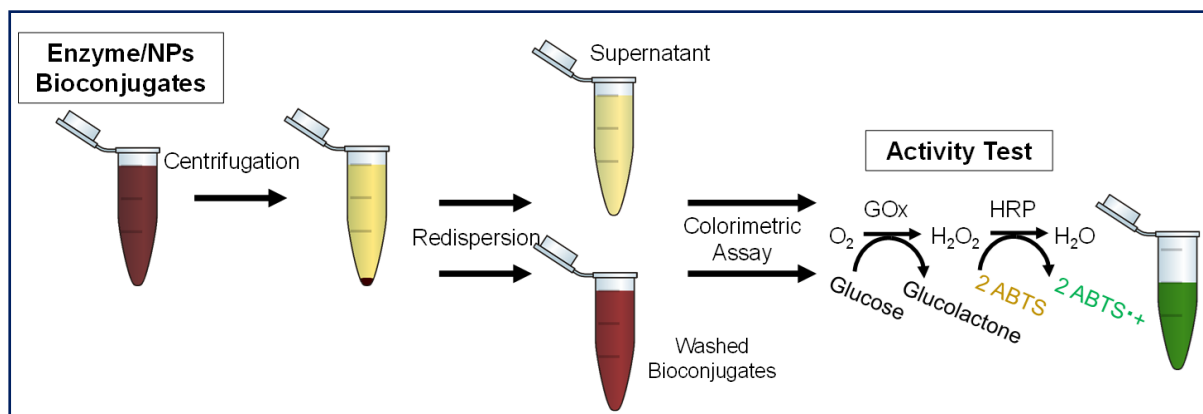 Enzyme/NPs
Bioconjugates
Centrifugation
Redispersion
Supernatant
Washed
Bioconjugates
Colorimetric
Assay
Activity Test
GOx
HRP
O₂
H₂O₂
H₂O
Glucose
Glucolactone
2 ABTS
2 ABTS·+